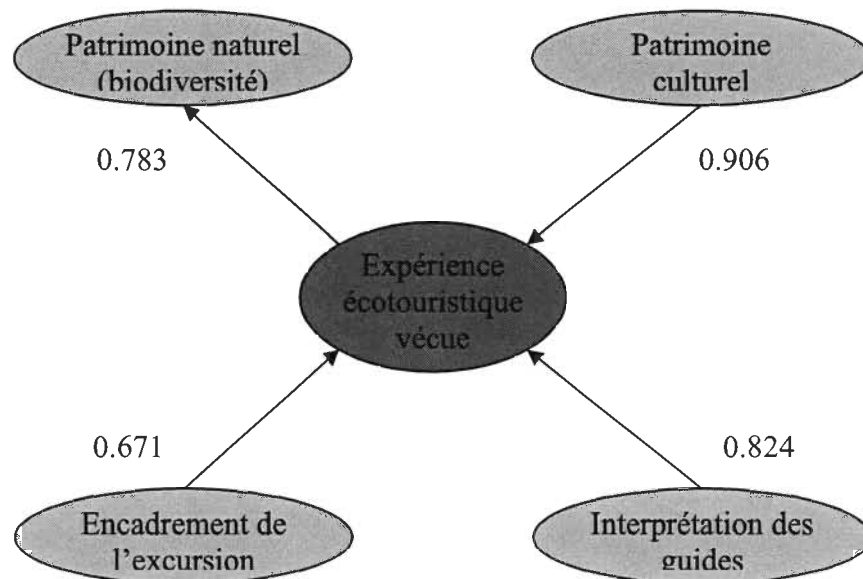 Patrimoine naturel
(biodiversité)
Patrimoine
culturel
0.783
0.906
Expérience
écotouristique
vécue
0.671
0.824
Encadrement de
l'excursion
Interprétation des
guides